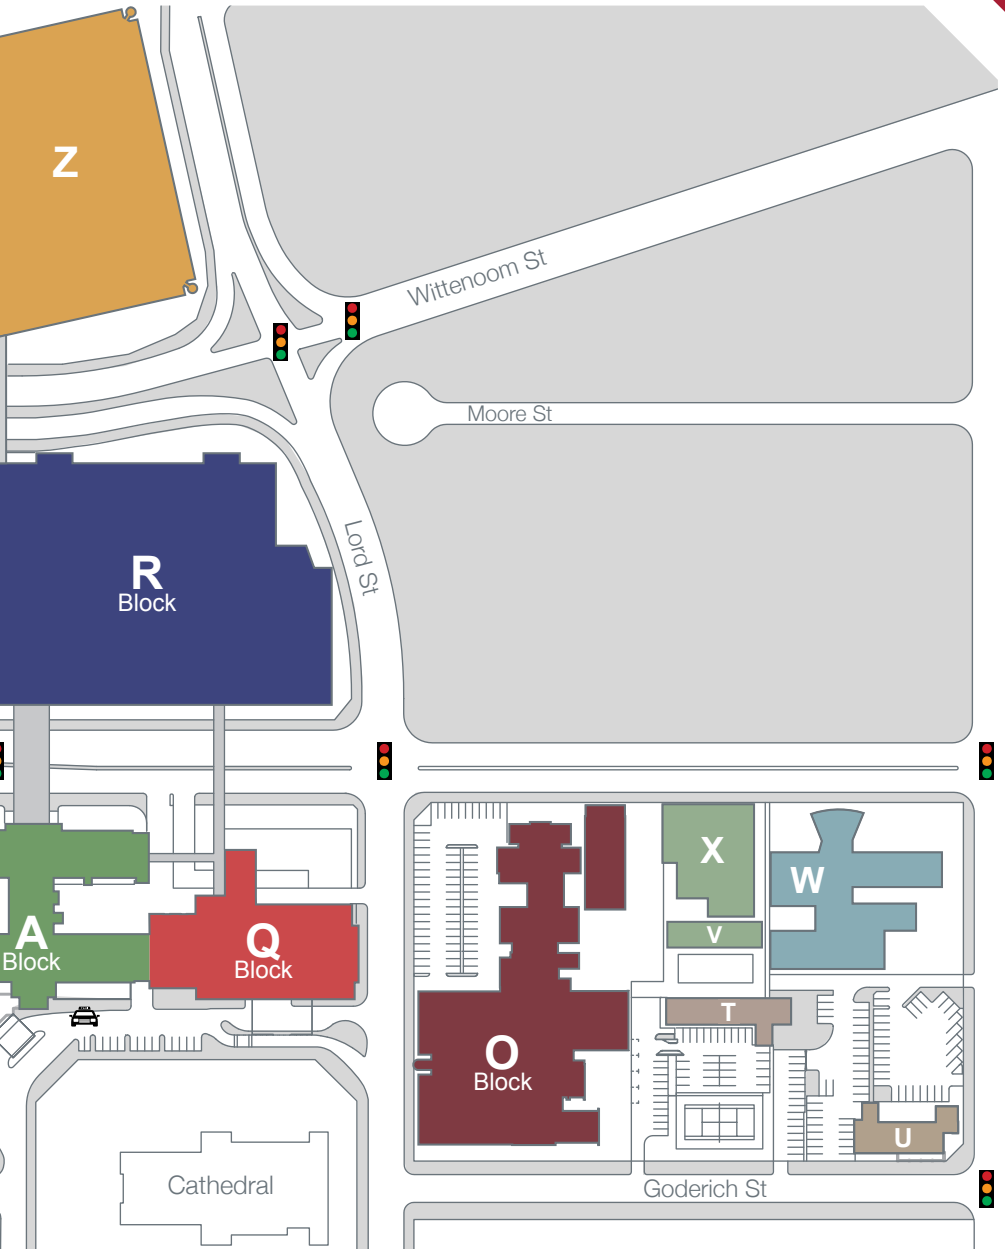 Z
Wittenoom St
Moore St
Lord St
R
Block
X
W
V
A
Block
Q
Block
T
O
Block
U
Cathedral
Goderich St